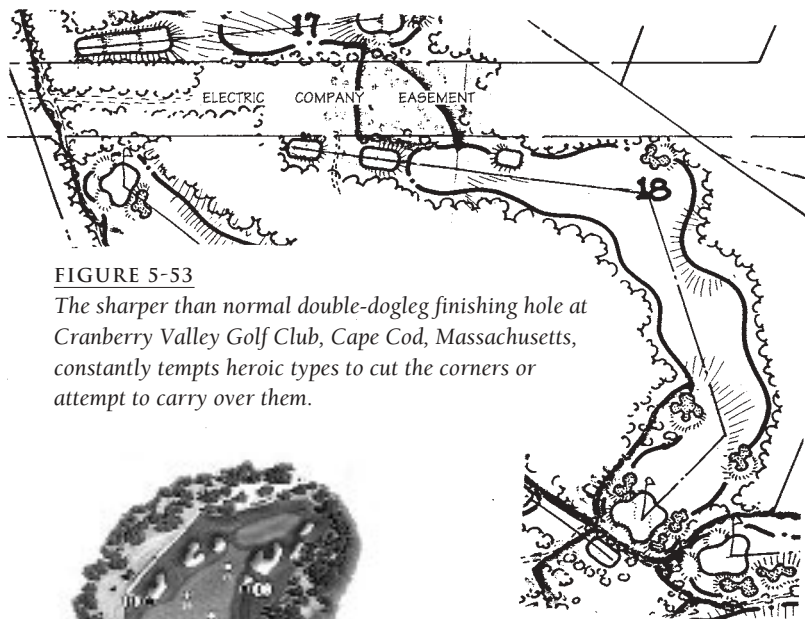 17
ELECTRIC COMPANY EASEMENT
18
FIGURE 5-53
The sharper than normal double-dogleg finishing hole at
Cranberry Valley Golf Club, Cape Cod, Massachusetts,
constantly tempts heroic types to cut the corners or
attempt to carry over them.